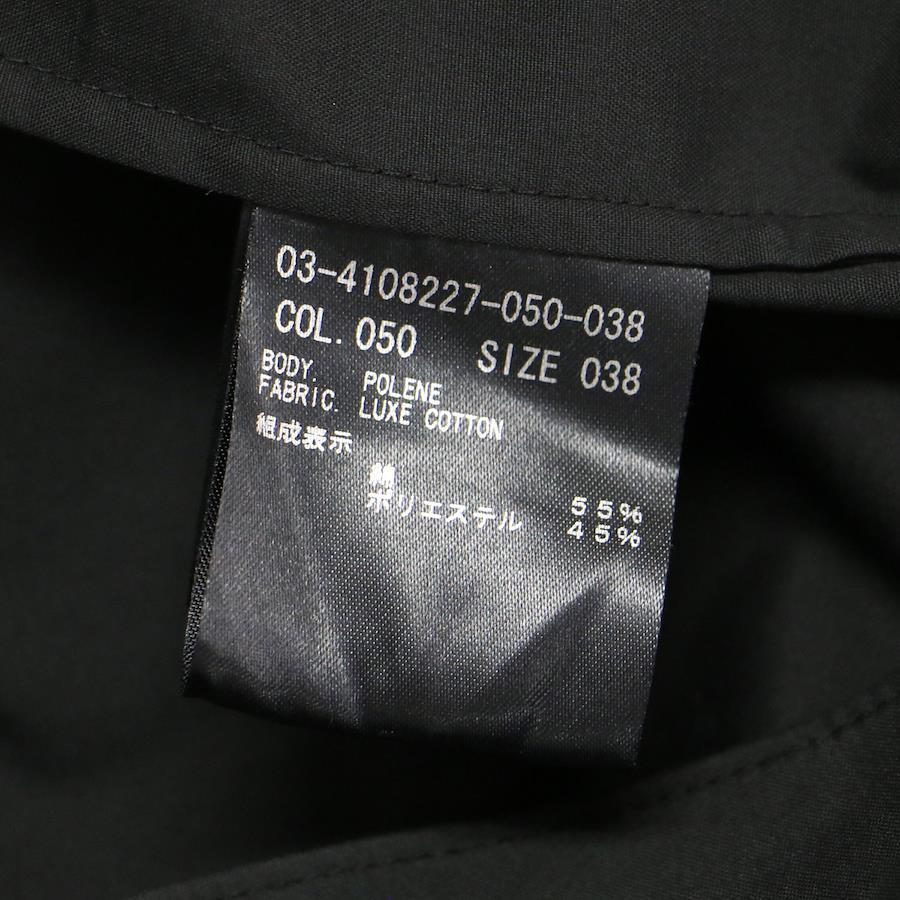 03-4108227-050-038
COL. 050 SIZE 038
BODY. POLENE
FABRIC. LUXE COTTON
組成表示
綿 55%
ポリエステル 45%